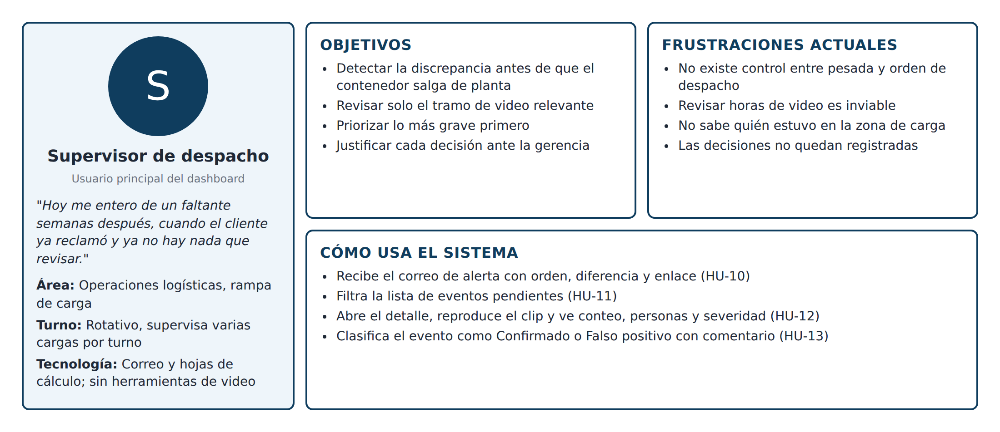 S
Supervisor de despacho
Usuario principal del dashboard
"Hoy me entero de un faltante
semanas después, cuando el cliente
ya reclamó y ya no hay nada que
revisar."
Área: Operaciones logísticas, rampa
de carga
Turno: Rotativo, supervisa varias
cargas por turno
Tecnología: Correo y hojas de
cálculo; sin herramientas de video
OBJETIVOS
• Detectar la discrepancia antes de que el
contenedor salga de planta
• Revisar solo el tramo de video relevante
• Priorizar lo más grave primero
• Justificar cada decisión ante la gerencia
FRUSTRACIONES ACTUALES
• No existe control entre pesada y orden de
despacho
• Revisar horas de video es inviable
• No sabe quién estuvo en la zona de carga
• Las decisiones no quedan registradas
CÓMO USA EL SISTEMA
• Recibe el correo de alerta con orden, diferencia y enlace (HU-10)
• Filtra la lista de eventos pendientes (HU-11)
• Abre el detalle, reproduce el clip y ve conteo, personas y severidad (HU-12)
• Clasifica el evento como Confirmado o Falso positivo con comentario (HU-13)